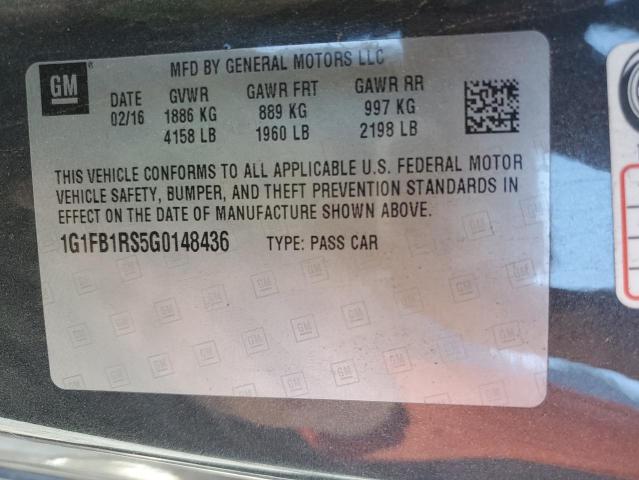 GM
MFD BY GENERAL MOTORS LLC
DATE GVWR GAWR FRT GAWR RR
02/16 1886 KG 889 KG 997 KG
4158 LB 1960 LB 2198 LB
THIS VEHICLE CONFORMS TO ALL APPLICABLE U.S. FEDERAL MOTOR
VEHICLE SAFETY, BUMPER, AND THEFT PREVENTION STANDARDS IN
EFFECT ON THE DATE OF MANUFACTURE SHOWN ABOVE.
1G1FB1RS5G0148436 TYPE: PASS CAR